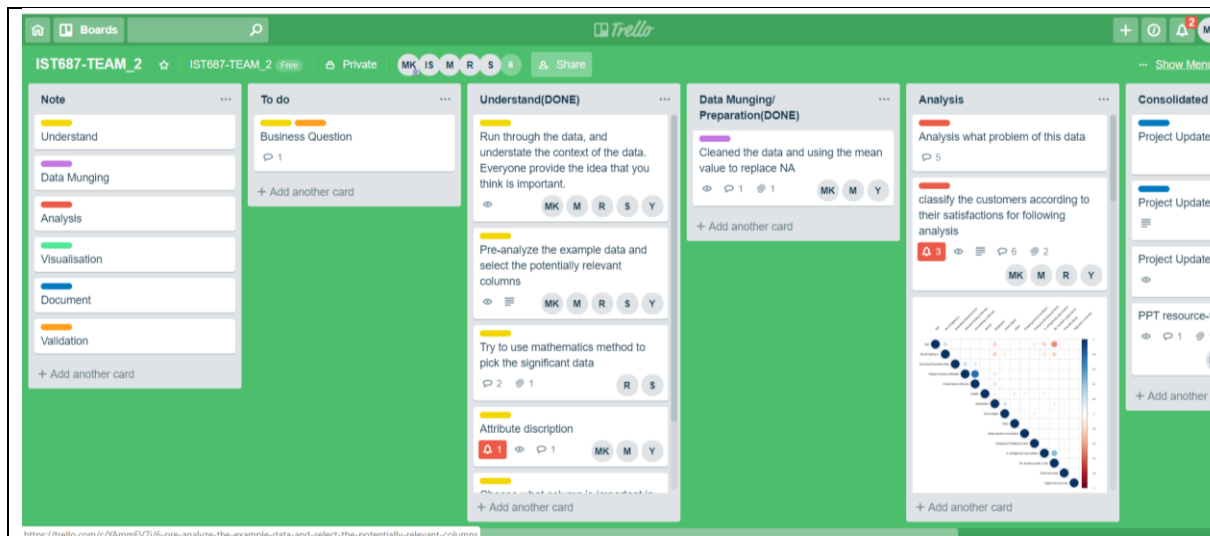 Boards
Trello
2
IST687-TEAM_2
IST687-TEAM_2 Free
Private
MK IS M R S 6
Share
Show Menu
Note
Understand
Data Munging
Analysis
Visualisation
Document
Validation
+ Add another card
To do
Business Question
1
+ Add another card
Understand(DONE)
Run through the data, and
understate the context of the data.
Everyone provide the idea that you
think is important.
MK M R S Y
Pre-analyze the example data and
select the potentially relevant
columns
MK M R S Y
Try to use mathematics method to
pick the significant data
2 1
R S
Attribute discription
1 1
MK M Y
+ Add another card
Data Munging/
Preparation(DONE)
Cleaned the data and using the mean
value to replace NA
1 1
MK M Y
+ Add another card
Analysis
Analysis what problem of this data
5
classify the customers according to
their satisfactions for following
analysis
3 6 2
MK M R Y
+ Add another card
Consolidated
Project Update
Project Update
Project Update
PPT resource-
1
+ Add another